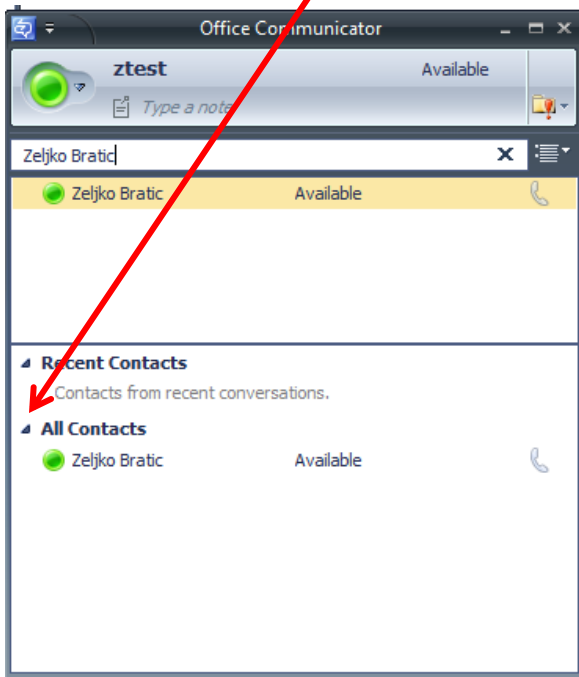 Office Communicator
ztest Available
Type a note
Zeljko Bratic
Zeljko Bratic Available
Recent Contacts
Contacts from recent conversations.
All Contacts
Zeljko Bratic Available